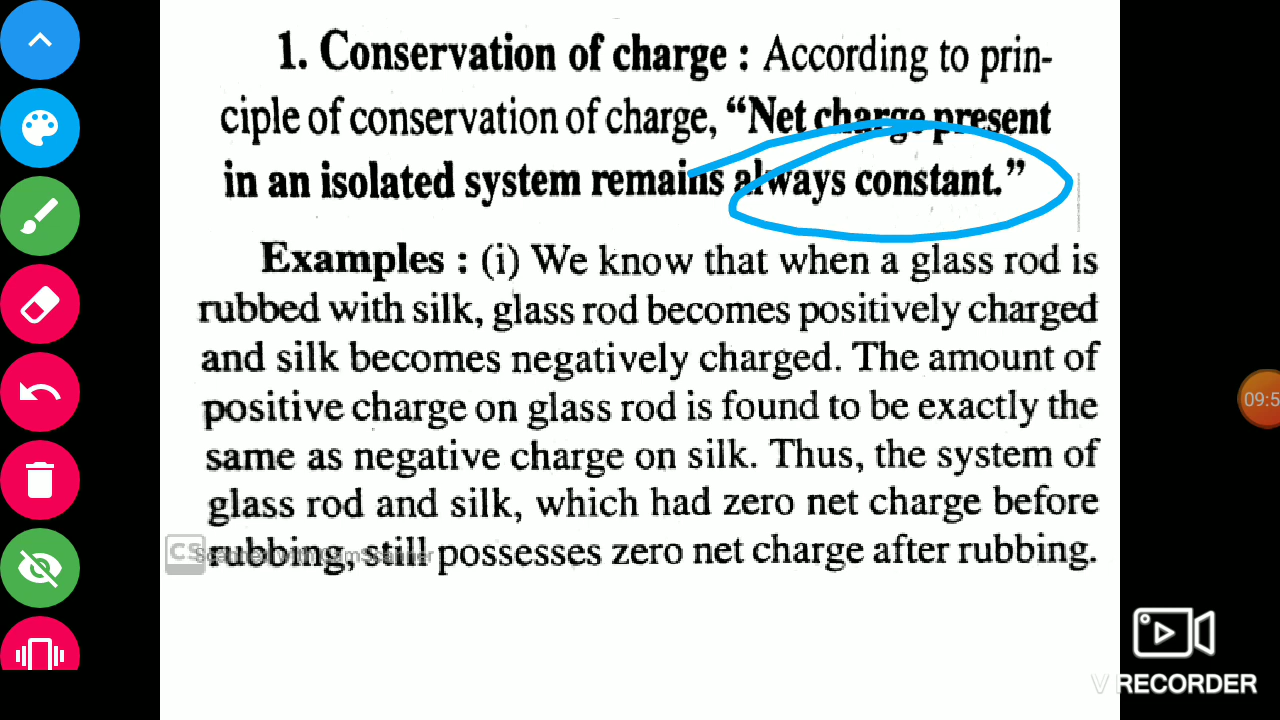 1. Conservation of charge : According to prin-
ciple of conservation of charge, “Net charge present
in an isolated system remains always constant.”
Examples : (i) We know that when a glass rod is
rubbed with silk, glass rod becomes positively charged
and silk becomes negatively charged. The amount of
positive charge on glass rod is found to be exactly the
same as negative charge on silk. Thus, the system of
glass rod and silk, which had zero net charge before
rubbing, still possesses zero net charge after rubbing.
CS Scanned with CamScanner
09:5
V RECORDER